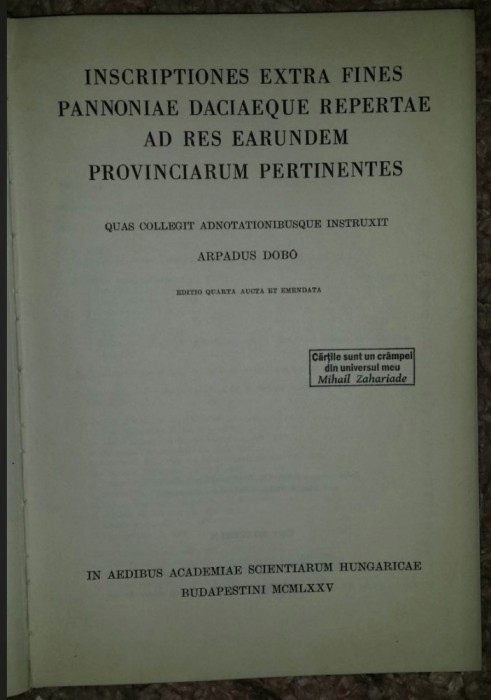 INSCRIPTIONES EXTRA FINES
PANNONIAE DACIAEQUE REPERTAE
AD RES EARUNDEM
PROVINCIARUM PERTINENTES
QUAS COLLEGIT ADNOTATIONIBUSQUE INSTRUXIT
ARPADUS DOBÓ
EDITIO QUARTA AUCTA ET EMENDATA
Cărțile sunt un crâmpei
din universul meu
Mihail Zahariade
IN AEDIBUS ACADEMIAE SCIENTIARUM HUNGARICAE
BUDAPESTINI MCMLXXV